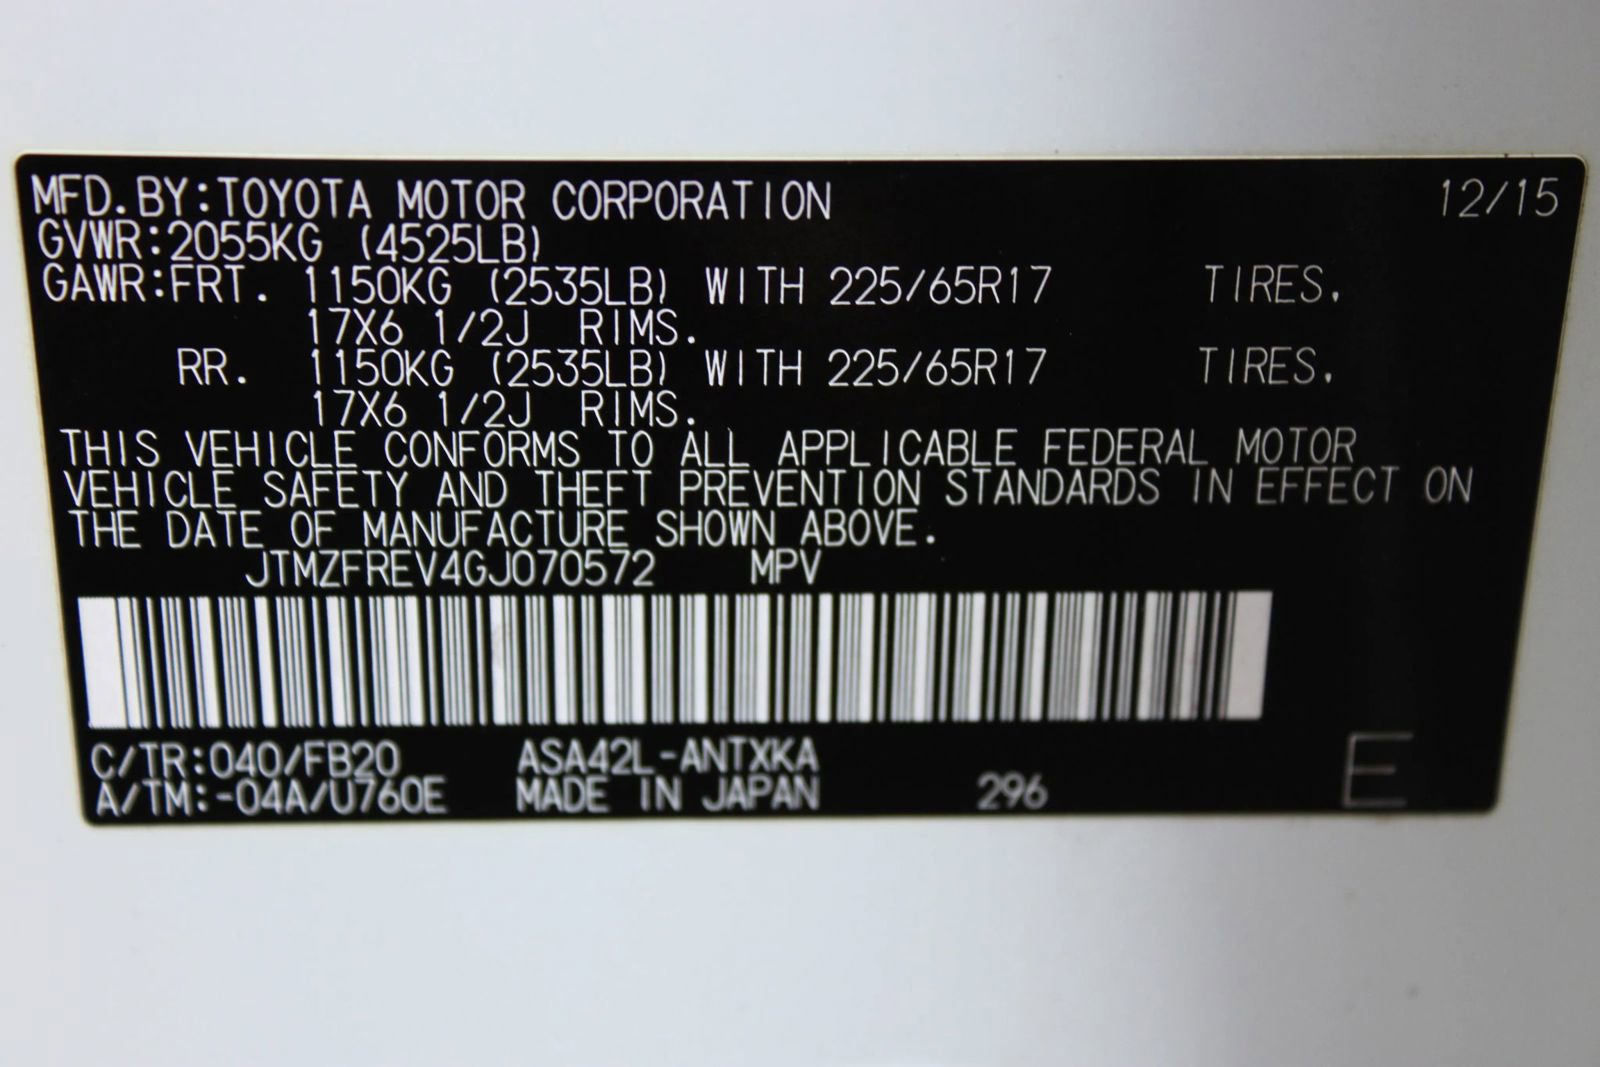 MFD.BY:TOYOTA MOTOR CORPORATION 12/15
GVWR:2055KG (4525LB)
GAWR:FRT. 1150KG (2535LB) WITH 225/65R17 TIRES.
17X6 1/2J RIMS.
RR. 1150KG (2535LB) WITH 225/65R17 TIRES.
17X6 1/2J RIMS.
THIS VEHICLE CONFORMS TO ALL APPLICABLE FEDERAL MOTOR
VEHICLE SAFETY AND THEFT PREVENTION STANDARDS IN EFFECT ON
THE DATE OF MANUFACTURE SHOWN ABOVE.
JTMZFREV4GJ070572 MPV
C/TR:040/FB20 ASA42L-ANTXKA
A/TM:-04A/U760E MADE IN JAPAN 296 E